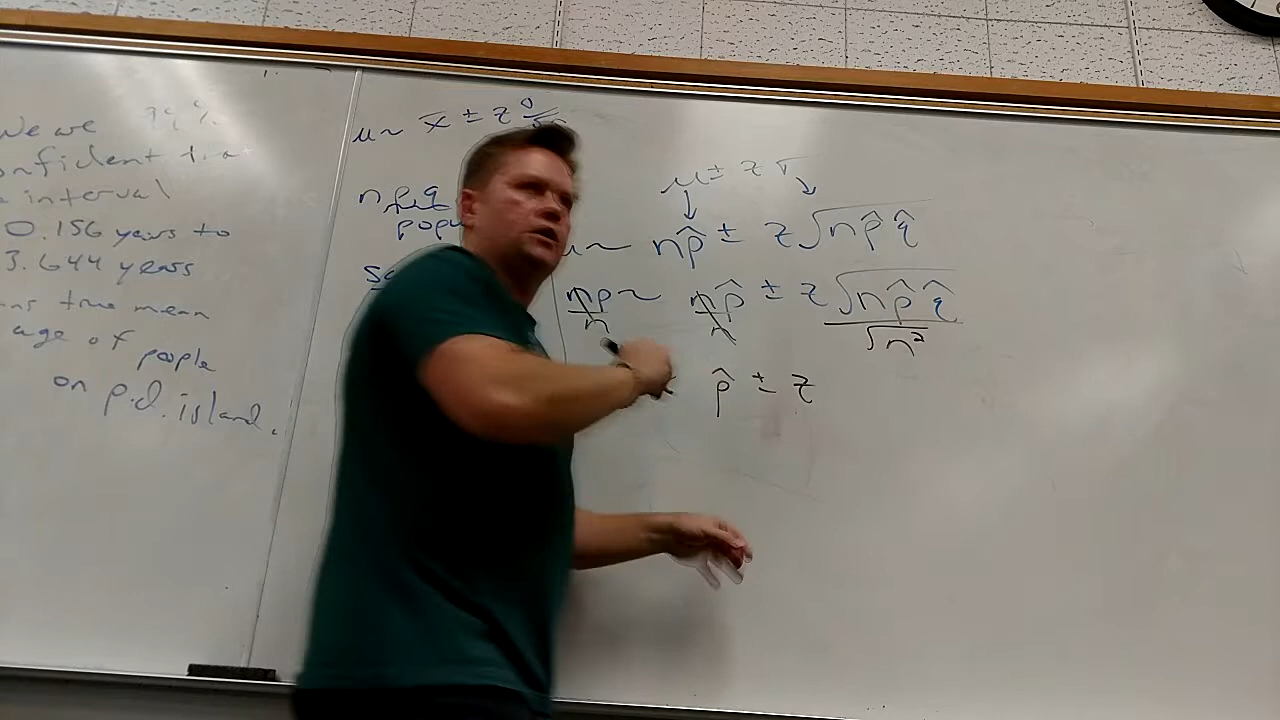 We are 99%
confident that
interval
0.156 years to
3.644 years
true mean
age of people
on p.d. island.
μ ~ x̄ ± z σ
n p̂ q̂
popu
μ ± z σ
↓ ↘
~ np̂ ± z√np̂q̂
np/n ~ np̂/n ± z √np̂q̂/√n²
p̂ ± z